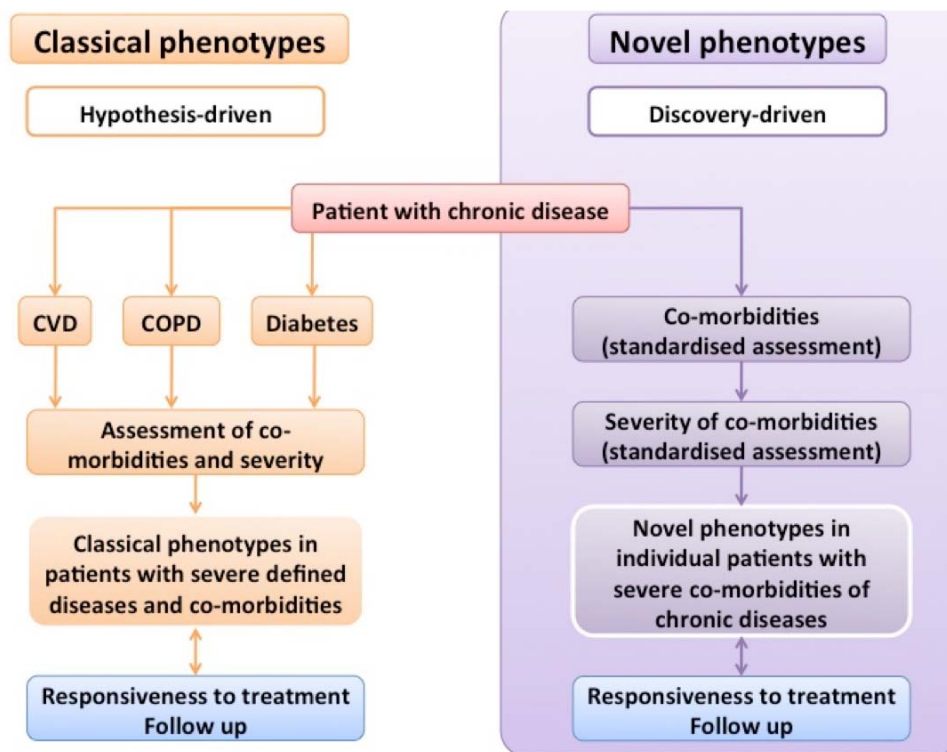 Classical phenotypes
Hypothesis-driven
Novel phenotypes
Discovery-driven
Patient with chronic disease
CVD
COPD
Diabetes
Assessment of co-
morbidities and severity
Classical phenotypes in
patients with severe defined
diseases and co-morbidities
Responsiveness to treatment
Follow up
Co-morbidities
(standardised assessment)
Severity of co-morbidities
(standardised assessment)
Novel phenotypes in
individual patients with
severe co-morbidities of
chronic diseases
Responsiveness to treatment
Follow up